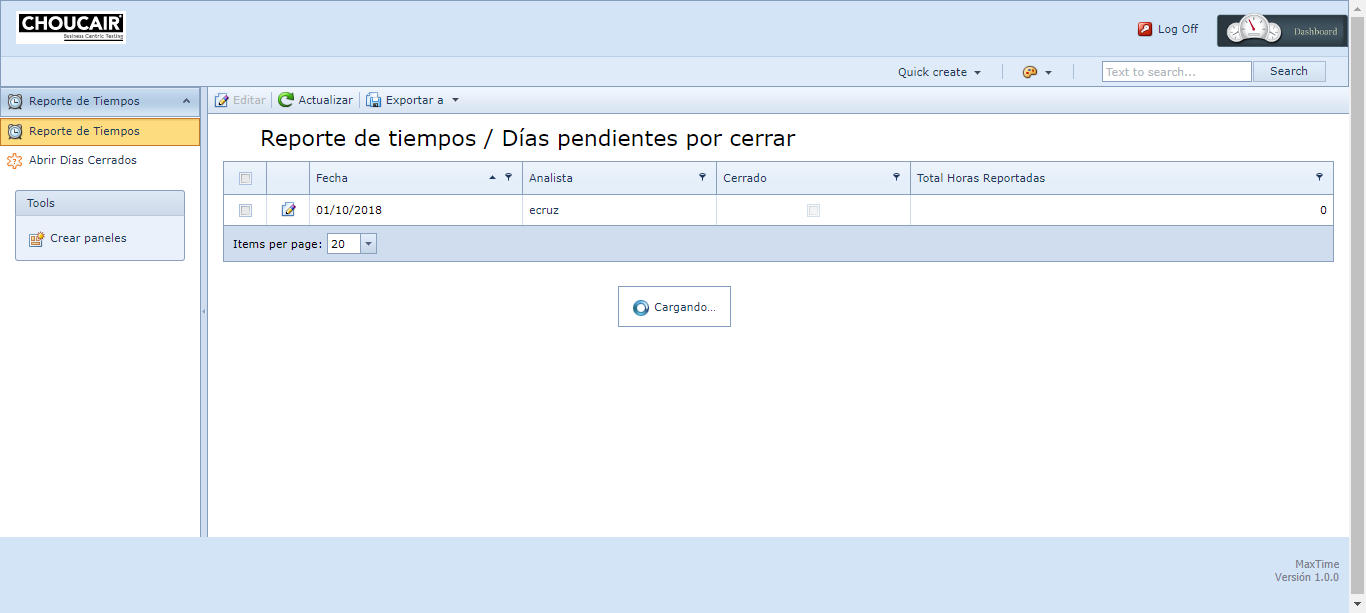 CHOUCAIR
Business Centric Testing
Log Off
Dashboard
Quick create
Text to search...
Search
Reporte de Tiempos
Editar
Actualizar
Exportar a
Reporte de Tiempos
Abrir Días Cerrados
Tools
Crear paneles
Reporte de tiempos / Días pendientes por cerrar
Fecha Analista Cerrado Total Horas Reportadas
01/10/2018 ecruz 0
Items per page: 20
Cargando...
MaxTime
Versión 1.0.0